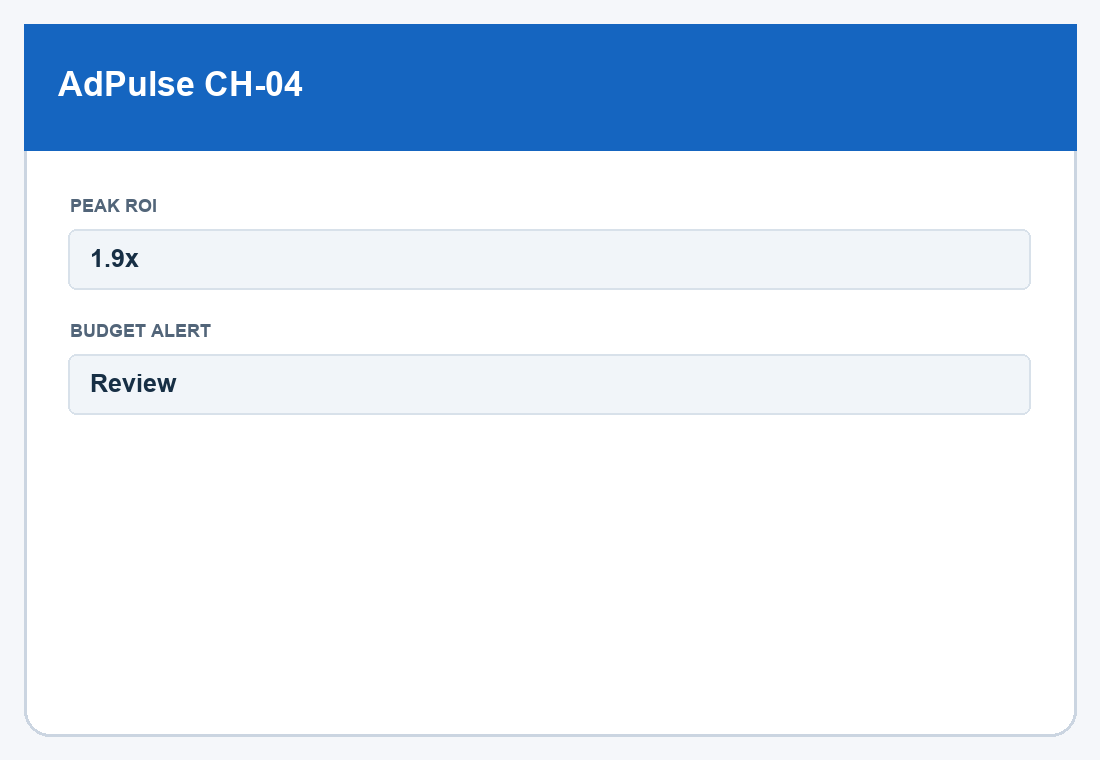 AdPulse CH-04
PEAK ROI
1.9x
BUDGET ALERT
Review